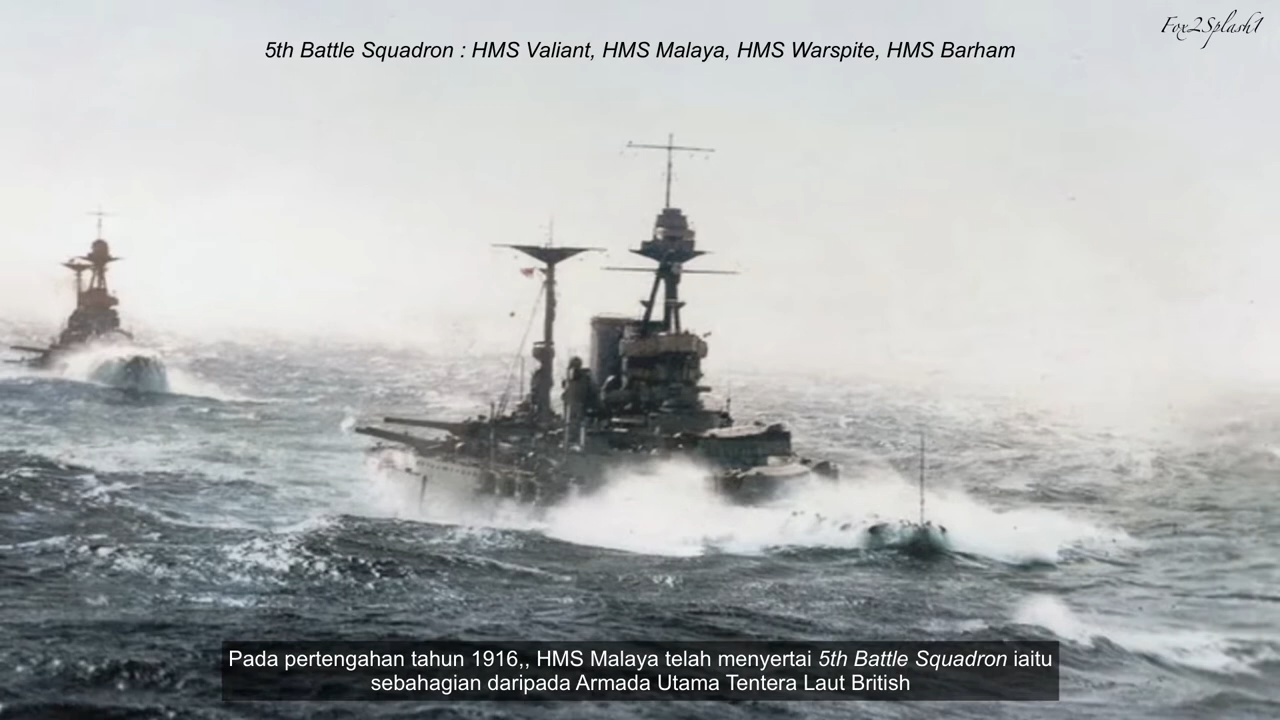 Fox2Splash1
5th Battle Squadron : HMS Valiant, HMS Malaya, HMS Warspite, HMS Barham
Pada pertengahan tahun 1916,, HMS Malaya telah menyertai 5th Battle Squadron iaitu
sebahagian daripada Armada Utama Tentera Laut British